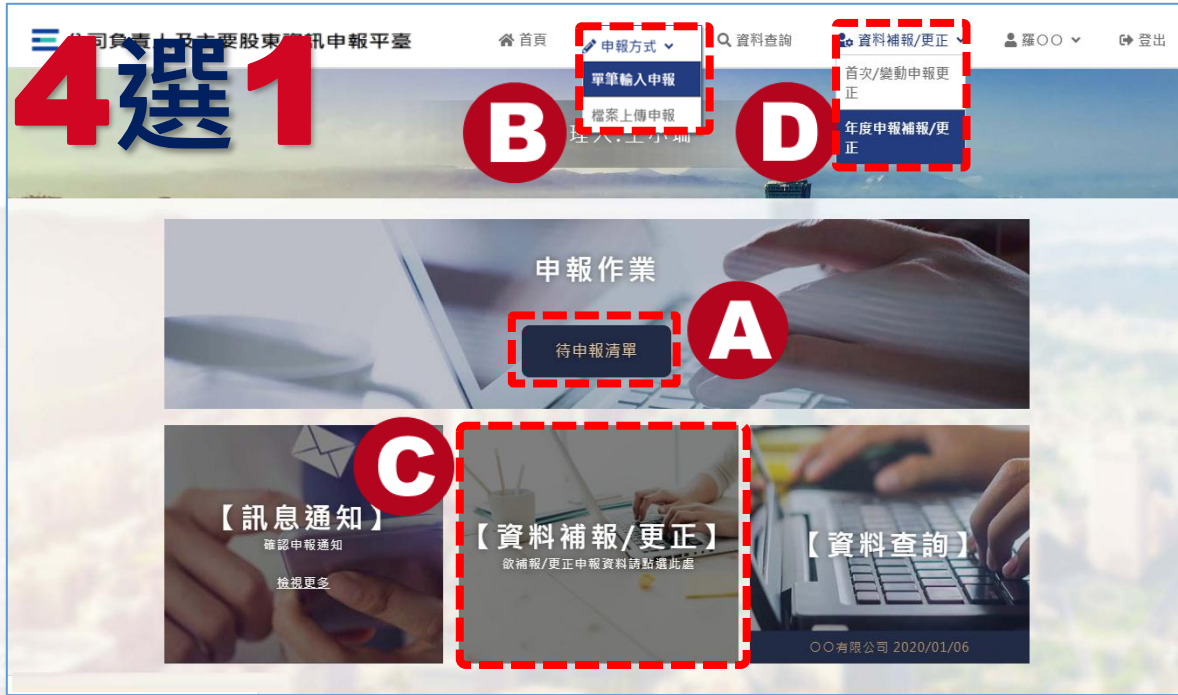 4選1
司負責人及主要股東資訊申報平臺
首頁
申報方式
資料查詢
資料補報/更正
羅○○
登出
單筆輸入申報
檔案上傳申報
首次/變動申報更
正
年度申報補報/更
正
B
D
理人:王小瑞
申報作業
待申報清單
A
C
【訊息通知】
確認申報通知
檢視更多
【資料補報/更正】
欲補報/更正申報資料請點選此處
【資料查詢】
○○有限公司 2020/01/06